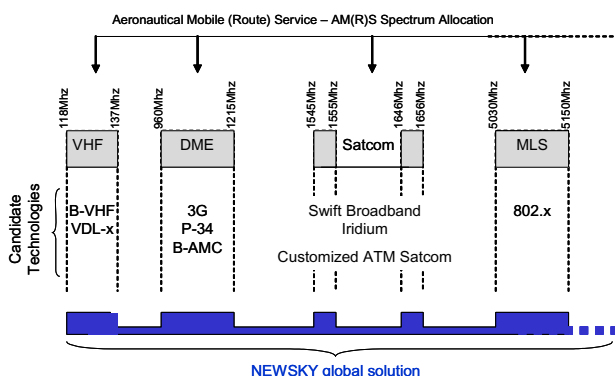 Aeronautical Mobile (Route) Service – AM(R)S Spectrum Allocation
118Mhz
137Mhz
960Mhz
1215Mhz
1545Mhz
1555Mhz
1646Mhz
1656Mhz
5030Mhz
5150Mhz
VHF
DME
Satcom
MLS
Candidate
Technologies
B-VHF
VDL-x
3G
P-34
B-AMC
Swift Broadband
Iridium
Customized ATM Satcom
802.x
NEWSKY global solution